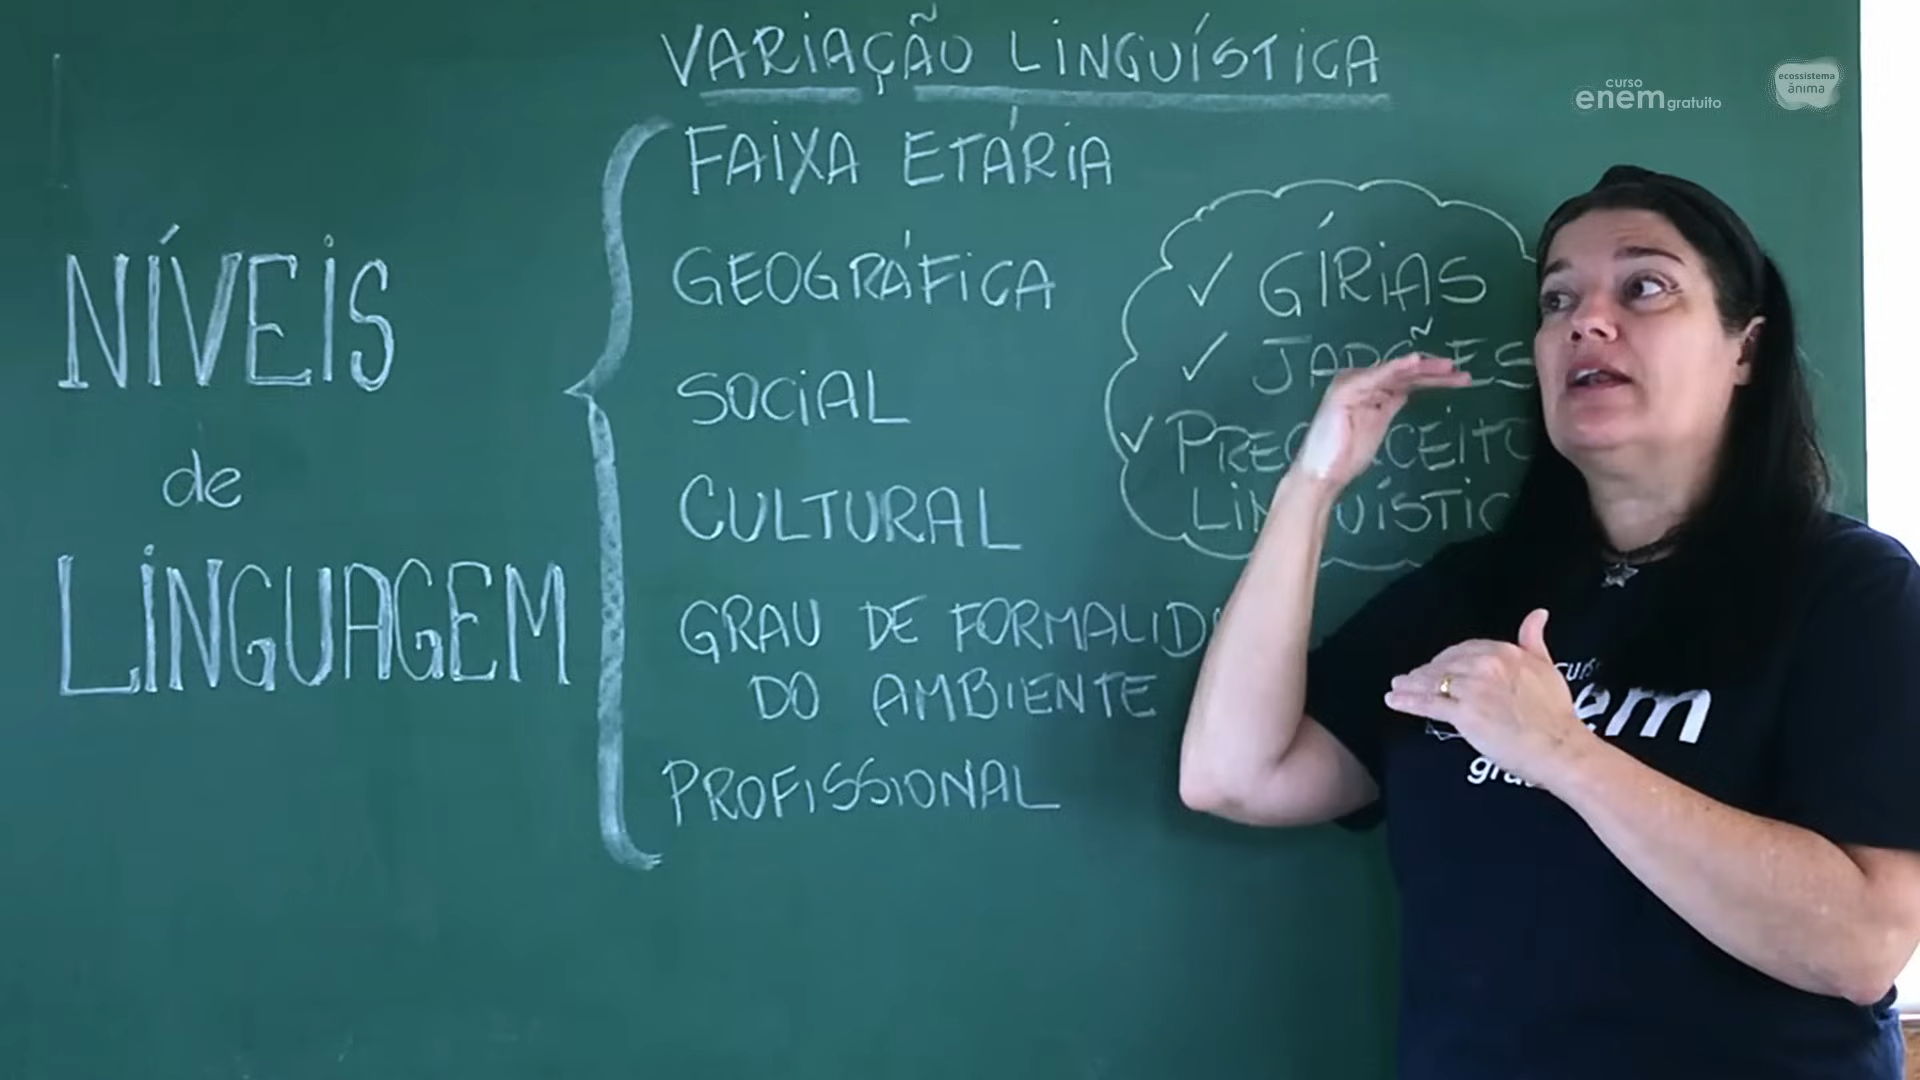 VARIAÇÃO LINGUÍSTICA
curso
enem gratuito
ecossistema
ânima
FAIXA ETÁRIA
NÍVEIS
de
LINGUAGEM
GEOGRÁFICA
SOCIAL
CULTURAL
GRAU DE
DO AMBIENTE
PROFISSIONAL
✓ GÍRIAS
✓
✓